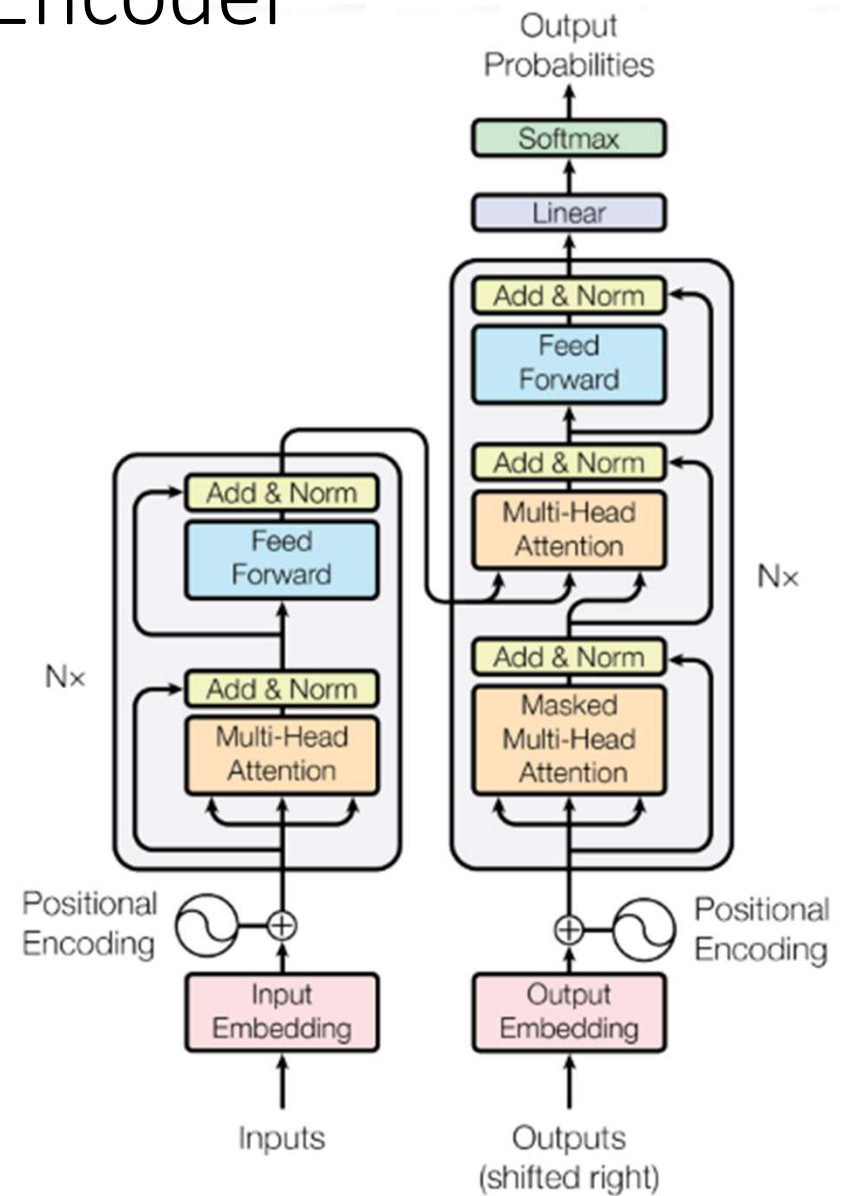 Encoder
Output
Probabilities
Softmax
Linear
Add & Norm
Feed
Forward
Add & Norm
Multi-Head
Attention
Nx
Add & Norm
Masked
Multi-Head
Attention
Add & Norm
Feed
Forward
Nx
Add & Norm
Multi-Head
Attention
Positional
Encoding
Positional
Encoding
Input
Embedding
Output
Embedding
Inputs
Outputs
(shifted right)